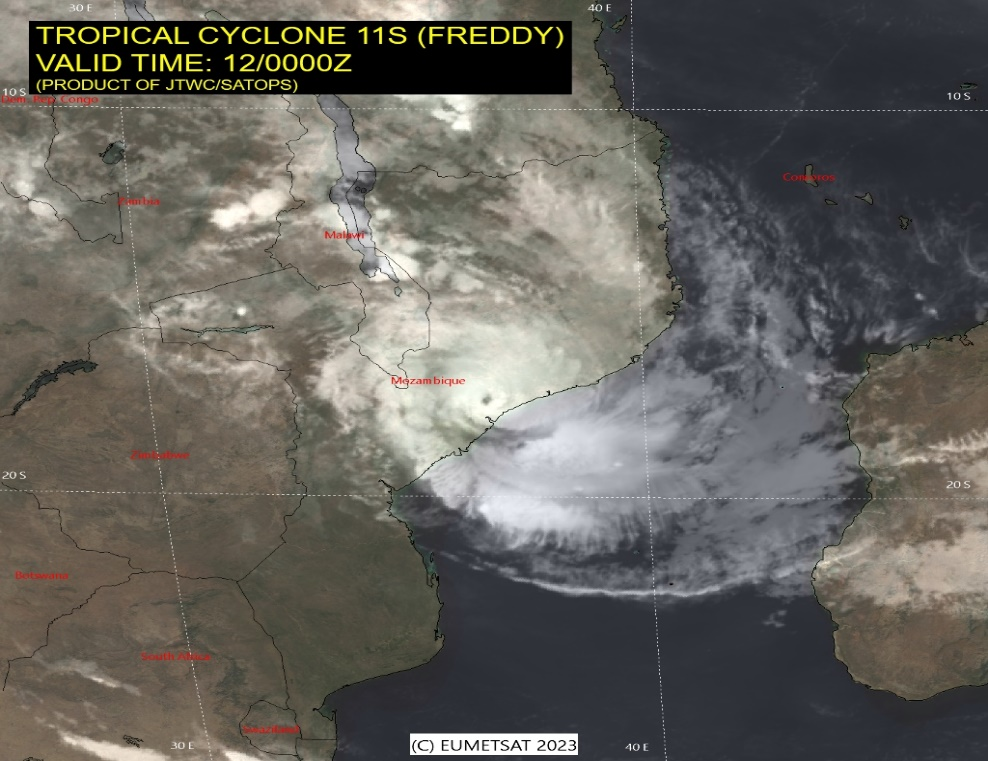 30 E
40 E
TROPICAL CYCLONE 11S (FREDDY)
VALID TIME: 12/0000Z
(PRODUCT OF JTWC/SATOPS)
10 S
Dem. Rep. Congo
10 S
Comoros
Malawi
Mozambique
Zimbabwe
20 S
20 S
Botswana
South Africa
Swaziland
30 E
40 E
(C) EUMETSAT 2023